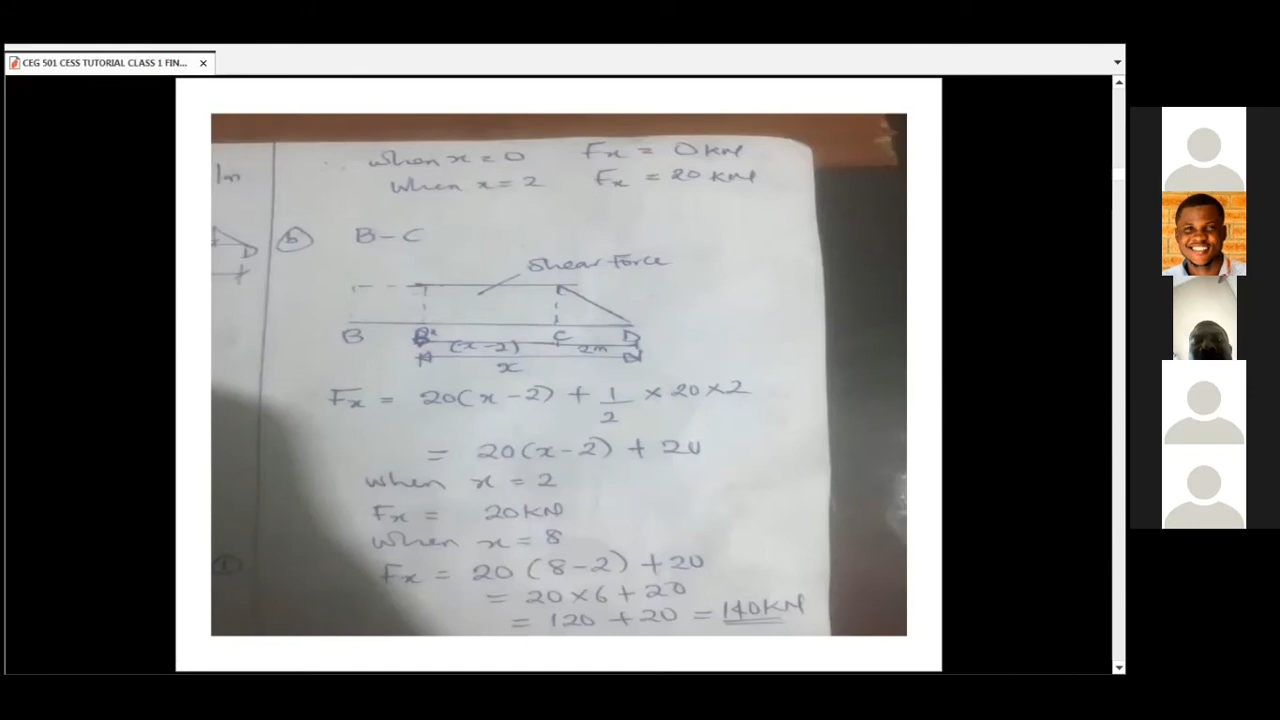 CEG 501 CESS TUTORIAL CLASS 1 FIN...
1m
D
when x = 0 Fx = 0 KN
when x = 2 Fx = 20 KN
(b) B - C
Shear Force
B C D
(x-2) 2m
x
Fx = 20(x-2) + 1/2 × 20 × 2
= 20(x-2) + 20
when x = 2
Fx = 20 KN
when x = 8
Fx = 20 (8-2) + 20
= 20 × 6 + 20
= 120 + 20 = 140 KN